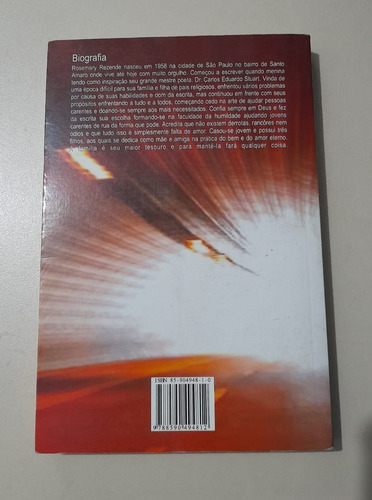 Biografia
Rosemary Rezende nasceu em 1958 na cidade de São Paulo no bairro de Santo
Amaro onde vive até hoje com muito orgulho. Começou a escrever quando menina
tendo como inspiração seu grande mestre poeta. Dr. Carlos Eduardo Stuart. Vinda de
uma época difícil para sua família e filha de pais religiosos, enfrentou vários problemas
por causa de suas habilidades e dom da escrita, mas continuou em frente com seus
propósitos enfrentando a tudo e a todos, começando cedo na arte de ajudar pessoas
carentes e doando-se sempre aos mais necessitados. Confia sempre em Deus e fez
da escrita sua escolha formando-se na faculdade da humildade ajudando jovens
carentes de rua da forma que pode. Acredita que não existem derrotas, rancôres nem
ódios e que tudo isso é simplesmente falta de amor. Casou-se jovem e possui três
filhos, aos quais se dedica como mãe e amiga na prática do bem e do amor eterno.
A família é seu maior tesouro e para mantê-la fará qualquer coisa.
ISBN 85-904948-1-0
9788590494812